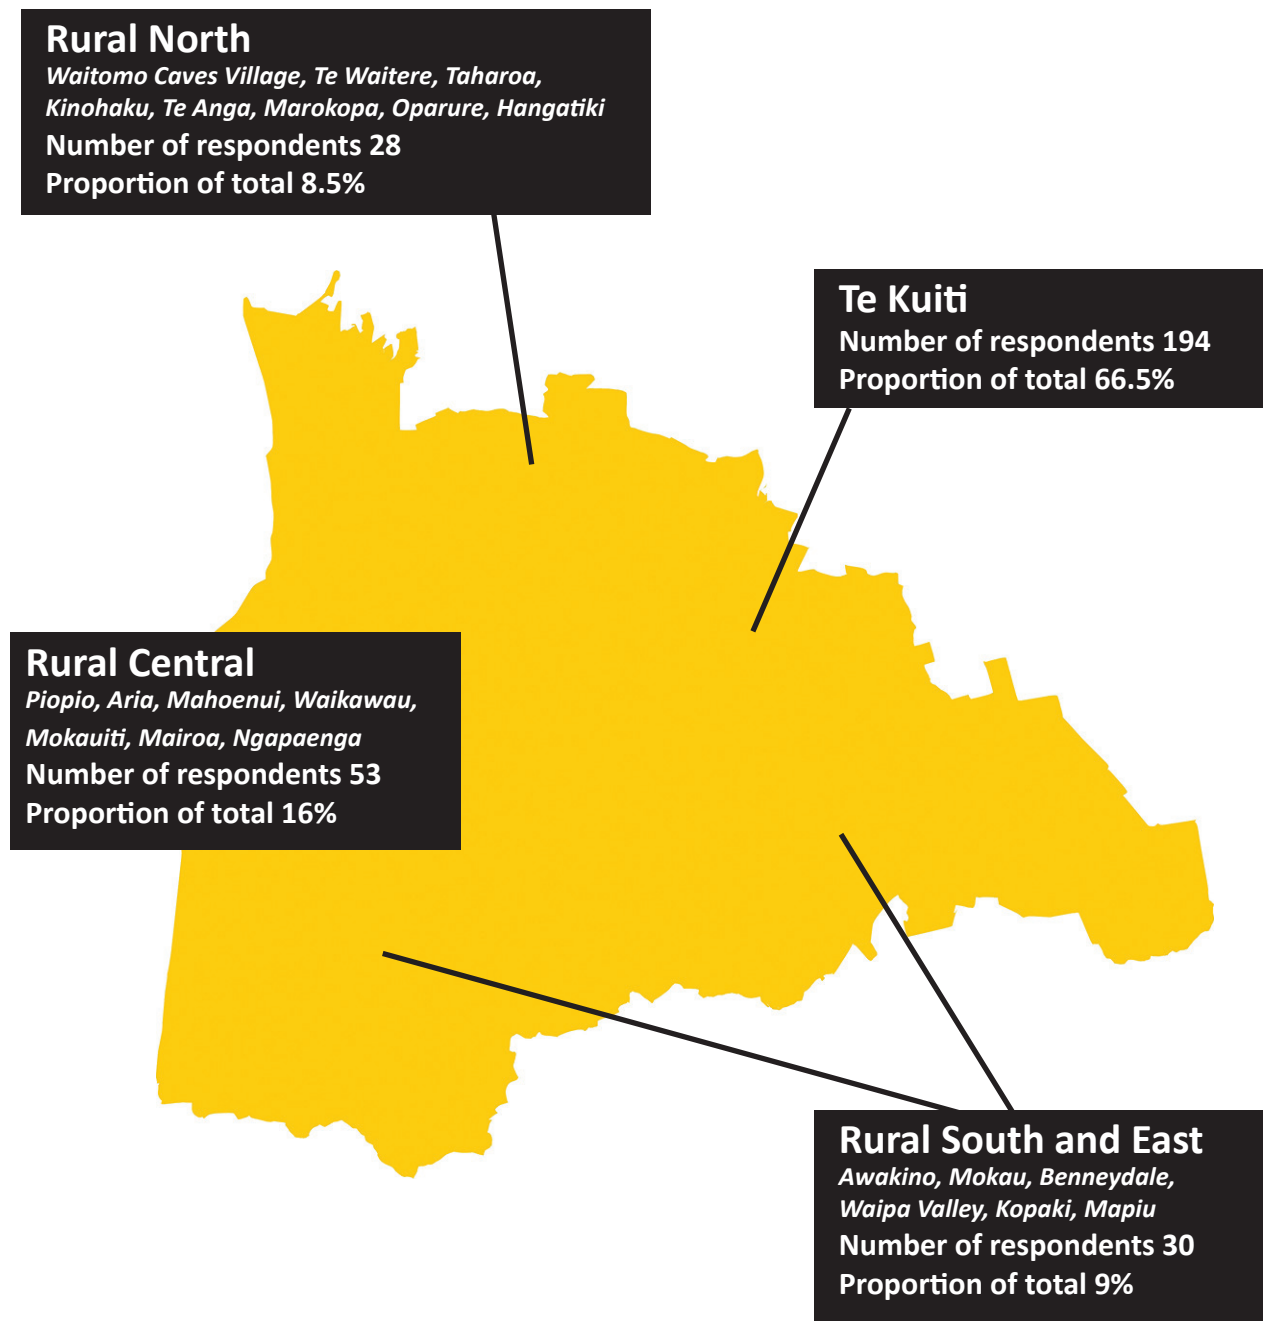 Rural North
Waitomo Caves Village, Te Waitere, Taharoa,
Kinohaku, Te Anga, Marokopa, Oparure, Hangatiki
Number of respondents 28
Proportion of total 8.5%
Te Kuiti
Number of respondents 194
Proportion of total 66.5%
Rural Central
Piopio, Aria, Mahoenui, Waikawau,
Mokauiti, Mairoa, Ngapaenga
Number of respondents 53
Proportion of total 16%
Rural South and East
Awakino, Mokau, Benneydale,
Waipa Valley, Kopaki, Mapiu
Number of respondents 30
Proportion of total 9%